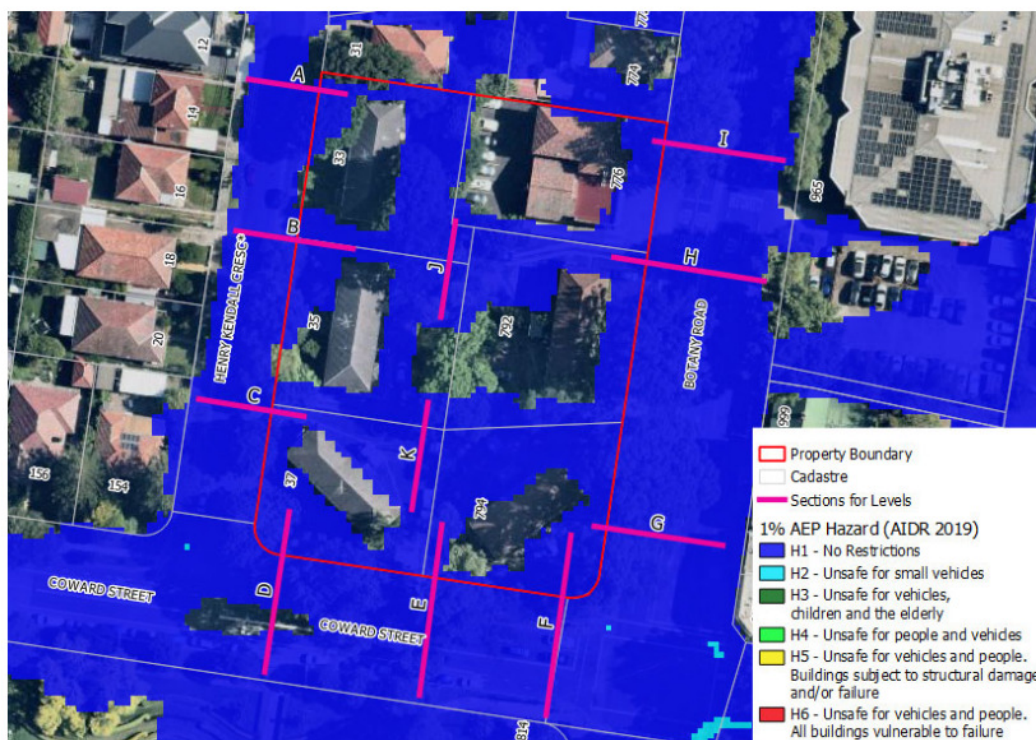 12
31
774
A
14
I
33
776
965
16
B
J
H
18
HENRY KENDALL CRESC*
35
792
BOTANY ROAD
20
C
K
999
156
154
37
794
G
D
E
F
COWARD STREET
COWARD STREET
814
Property Boundary
Cadastre
Sections for Levels
1% AEP Hazard (AIDR 2019)
H1 - No Restrictions
H2 - Unsafe for small vehicles
H3 - Unsafe for vehicles,
children and the elderly
H4 - Unsafe for people and vehicles
H5 - Unsafe for vehicles and people.
Buildings subject to structural damage
and/or failure
H6 - Unsafe for vehicles and people.
All buildings vulnerable to failure